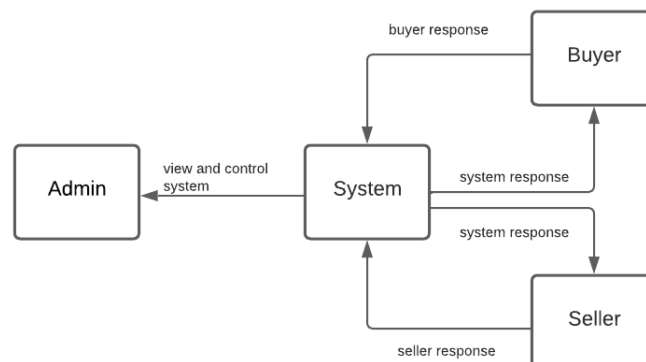 buyer response
Buyer
view and control
system
Admin
System
system response
system response
Seller
seller response